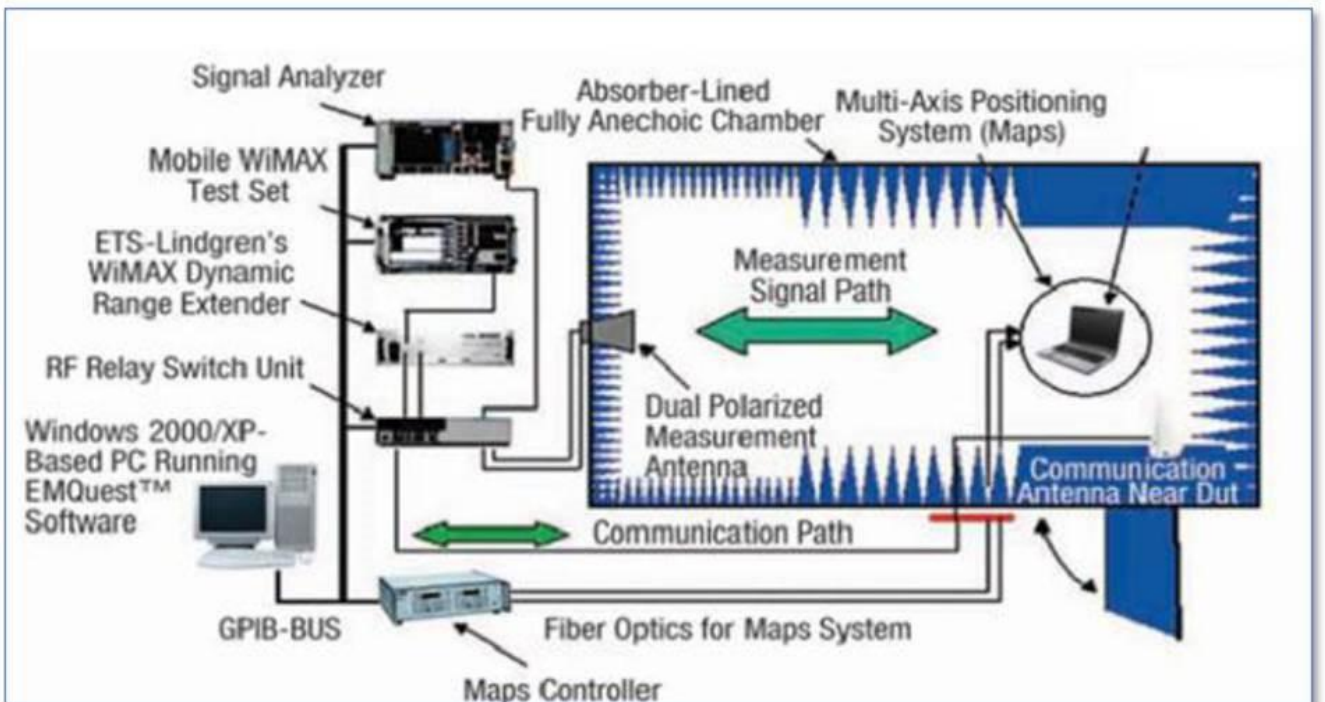 Signal Analyzer
Mobile WiMAX
Test Set
ETS-Lindgren's
WiMAX Dynamic
Range Extender
RF Relay Switch Unit
Windows 2000/XP-
Based PC Running
EMQuest™
Software
GPIB-BUS
Maps Controller
Absorber-Lined
Fully Anechoic Chamber
Multi-Axis Positioning
System (Maps)
Measurement
Signal Path
Dual Polarized
Measurement
Antenna
Communication
Antenna Near Dut
Communication Path
Fiber Optics for Maps System